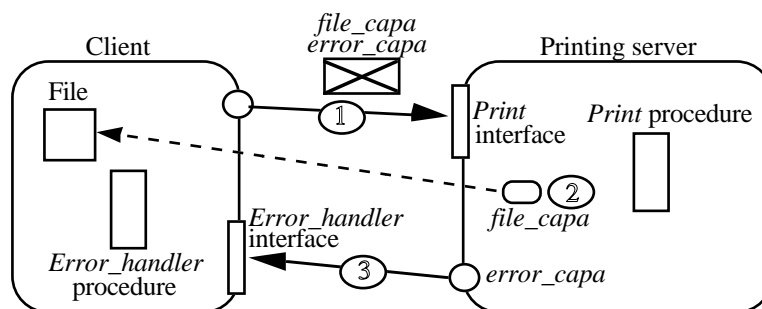 file_capa
error_capa
Client
Printing server
File
1
Print
interface
Print procedure
2
file_capa
Error_handler
interface
Error_handler
procedure
3
error_capa